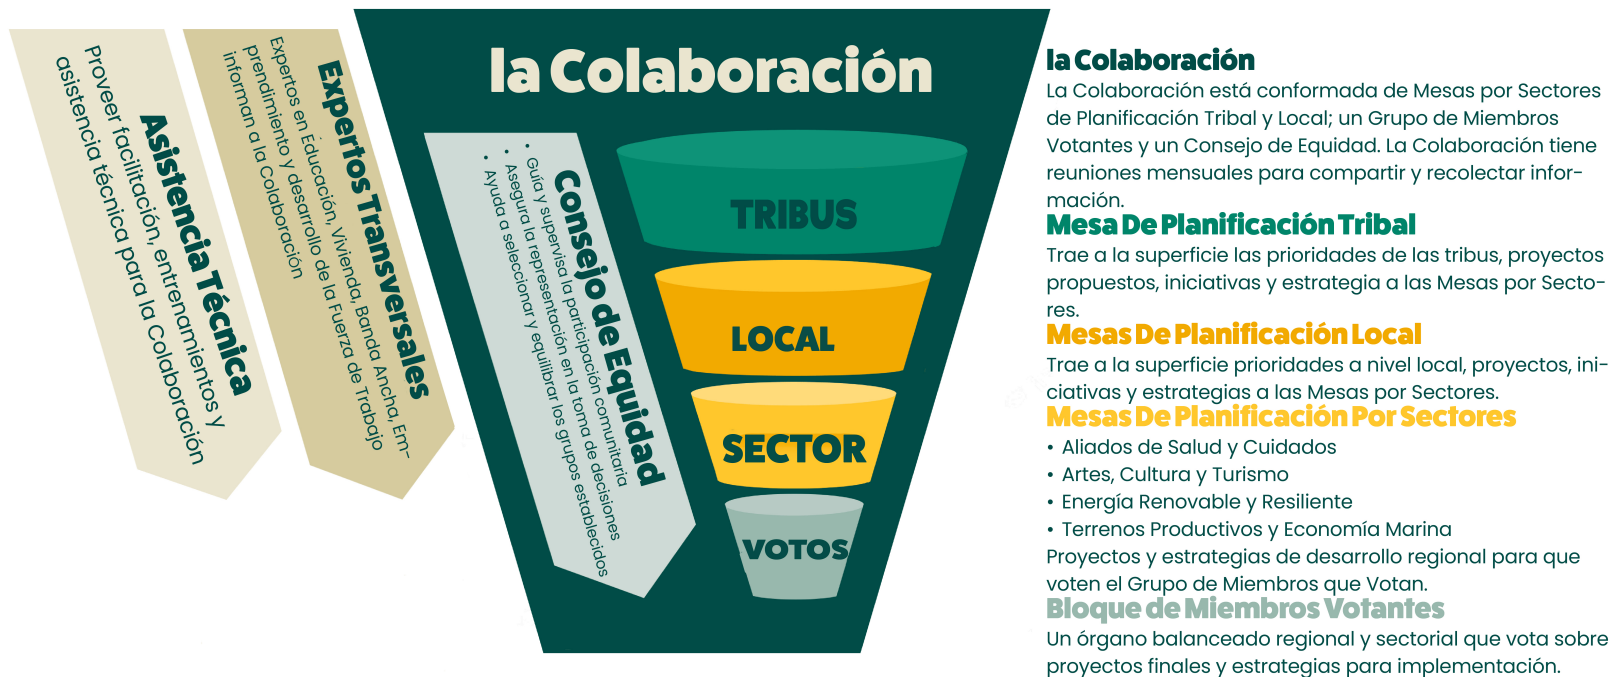 Asistencia Técnica
Proveer facilitación, entrenamientos y
asistencia técnica para la Colaboración
Expertos Transversales
Expertos en Educación, Vivienda, Banda Ancha, Em-
prendimiento y desarrollo de la Fuerza de Trabajo
informan a la Colaboración
la Colaboración
Consejo de Equidad
• Guía y supervisa la participación comunitaria
• Asegura la representación en la toma de decisiones
• Ayuda a seleccionar y equilibrar los grupos establecidos
TRIBUS
LOCAL
SECTOR
VOTOS
la Colaboración
La Colaboración está conformada de Mesas por Sectores
de Planificación Tribal y Local; un Grupo de Miembros
Votantes y un Consejo de Equidad. La Colaboración tiene
reuniones mensuales para compartir y recolectar infor-
mación.
Mesa De Planificación Tribal
Trae a la superficie las prioridades de las tribus, proyectos
propuestos, iniciativas y estrategia a las Mesas por Secto-
res.
Mesas De Planificación Local
Trae a la superficie prioridades a nivel local, proyectos, ini-
ciativas y estrategias a las Mesas por Sectores.
Mesas De Planificación Por Sectores
• Aliados de Salud y Cuidados
• Artes, Cultura y Turismo
• Energía Renovable y Resiliente
• Terrenos Productivos y Economía Marina
Proyectos y estrategias de desarrollo regional para que
voten el Grupo de Miembros que Votan.
Bloque de Miembros Votantes
Un órgano balanceado regional y sectorial que vota sobre
proyectos finales y estrategias para implementación.